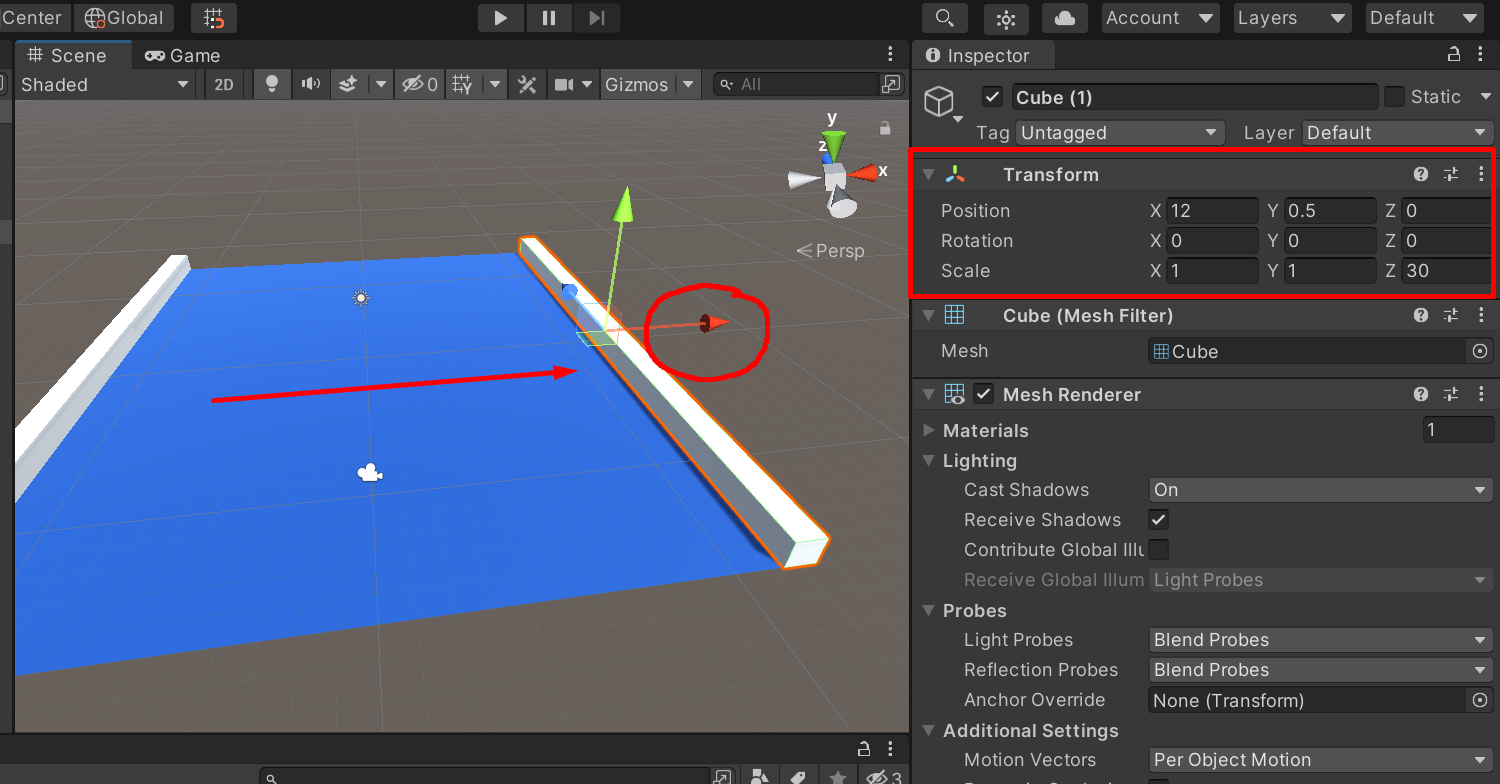 Center Global Account Layers Default
Scene Game Inspector
Shaded 2D 0 Gizmos All
Cube (1) Static
Tag Untagged Layer Default
y
z
x
Persp
Transform
Position X 12 Y 0.5 Z 0
Rotation X 0 Y 0 Z 0
Scale X 1 Y 1 Z 30
Cube (Mesh Filter)
Mesh Cube
Mesh Renderer
Materials 1
Lighting
Cast Shadows On
Receive Shadows
Contribute Global Illu
Receive Global Illum Light Probes
Probes
Light Probes Blend Probes
Reflection Probes Blend Probes
Anchor Override None (Transform)
Additional Settings
Motion Vectors Per Object Motion
3